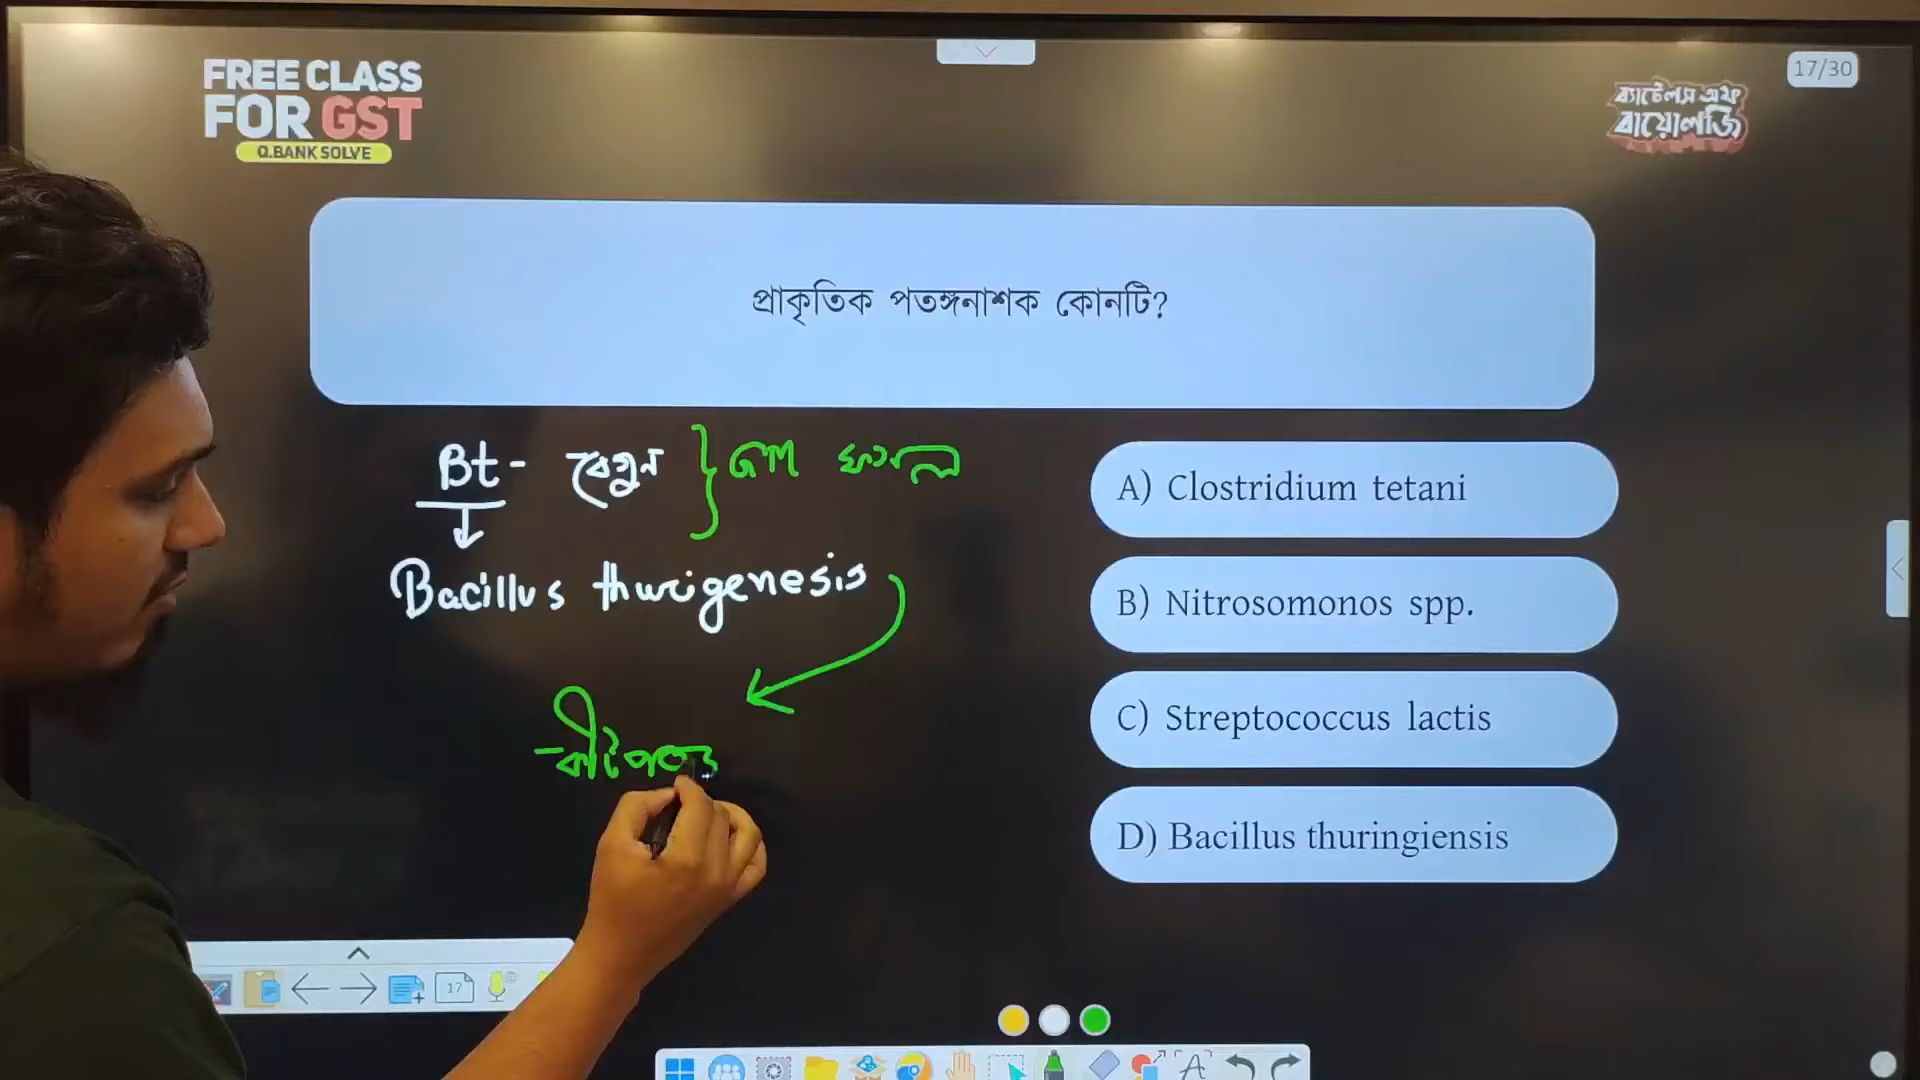 FREE CLASS
FOR GST
Q.BANK SOLVE
17/30
ব্যাটেলস অফ
বায়োলজি
প্রাকৃতিক পতঙ্গনাশক কোনটি?
Bt - বেগুন
Bacillus thurigenesis
A) Clostridium tetani
B) Nitrosomonos spp.
C) Streptococcus lactis
D) Bacillus thuringiensis
17